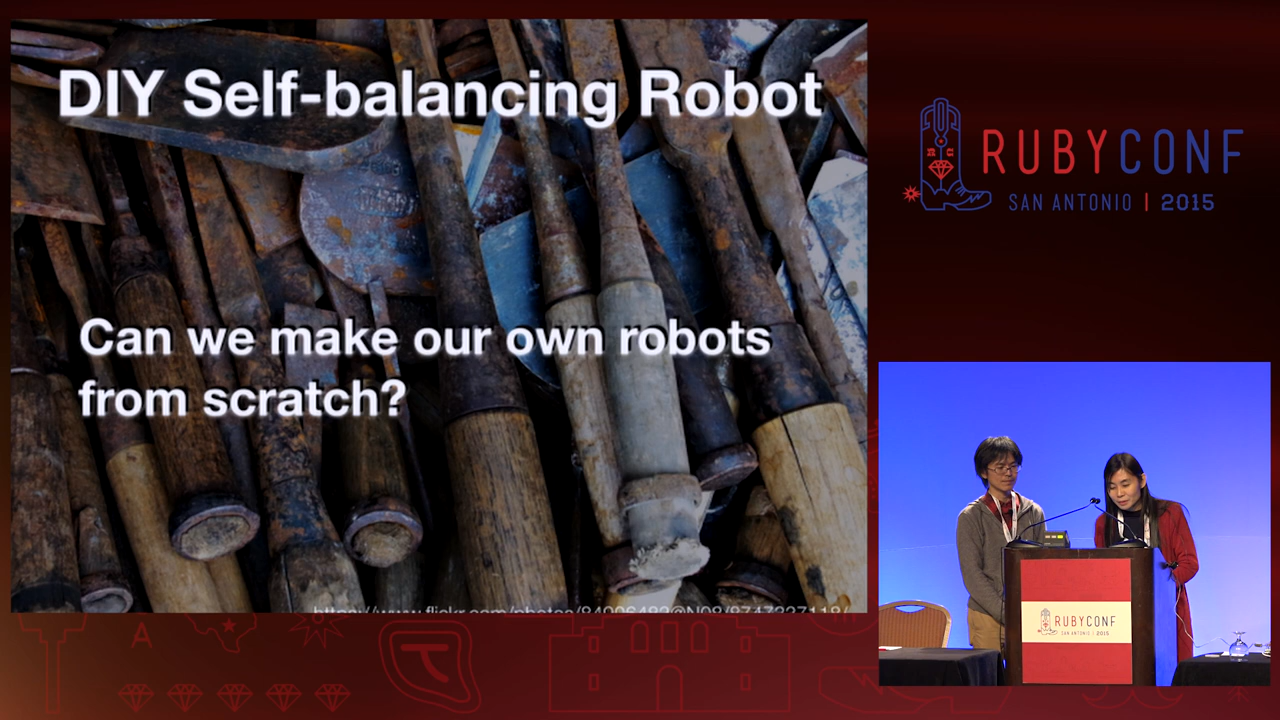 DIY Self-balancing Robot
Can we make our own robots
from scratch?
RUBYCONF
SAN ANTONIO | 2015
RUBYCONF
SAN ANTONIO | 2015
A